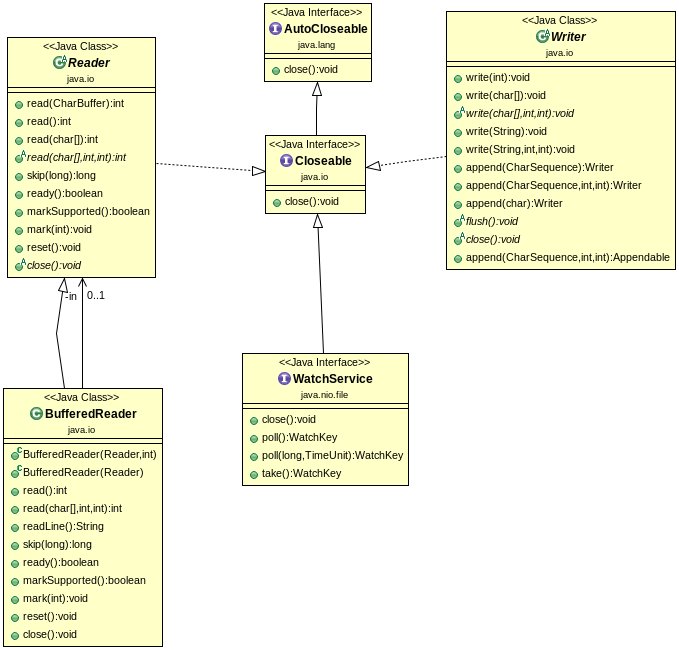 <<Java Interface>>
AutoCloseable
java.lang
close():void
<<Java Class>>
Reader
java.io
read(CharBuffer):int
read():int
read(char[]):int
read(char[],int,int):int
skip(long):long
ready():boolean
markSupported():boolean
mark(int):void
reset():void
close():void
<<Java Class>>
Writer
java.io
write(int):void
write(char[]):void
write(char[],int,int):void
write(String):void
write(String,int,int):void
append(CharSequence):Writer
append(CharSequence,int,int):Writer
append(char):Writer
flush():void
close():void
append(CharSequence,int,int):Appendable
<<Java Interface>>
Closeable
java.io
close():void
-in
0..1
<<Java Class>>
BufferedReader
java.io
BufferedReader(Reader,int)
BufferedReader(Reader)
read():int
read(char[],int,int):int
readLine():String
skip(long):long
ready():boolean
markSupported():boolean
mark(int):void
reset():void
close():void
<<Java Interface>>
WatchService
java.nio.file
close():void
poll():WatchKey
poll(long,TimeUnit):WatchKey
take():WatchKey